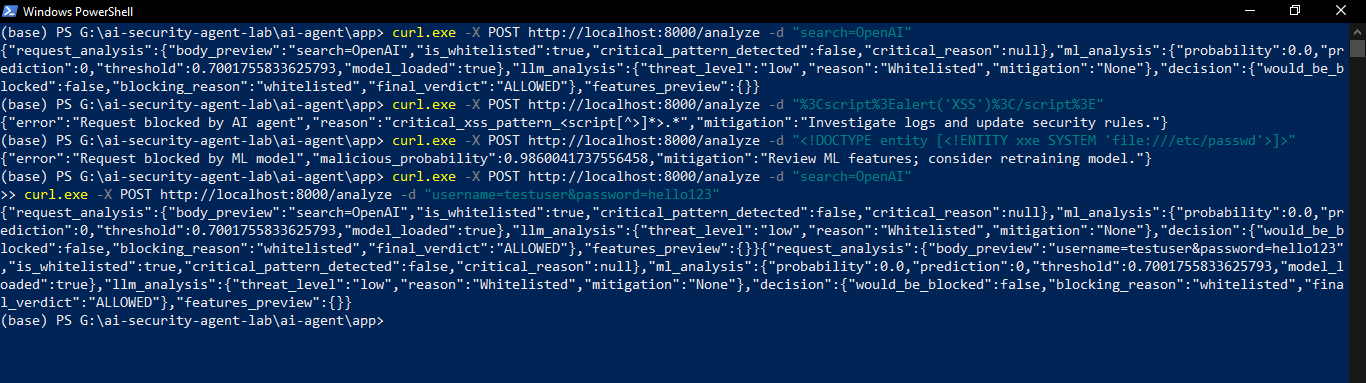 Windows PowerShell
(base) PS G:\ai-security-agent-lab\ai-agent\app> curl.exe -X POST http://localhost:8000/analyze -d "search=OpenAI"
{"request_analysis":{"body_preview":"search=OpenAI","is_whitelisted":true,"critical_pattern_detected":false,"critical_reason":null},"ml_analysis":{"probability":0.0,"pr
ediction":0,"threshold":0.7001755833625793,"model_loaded":true},"llm_analysis":{"threat_level":"low","reason":"Whitelisted","mitigation":"None"},"decision":{"would_be_b
locked":false,"blocking_reason":"whitelisted","final_verdict":"ALLOWED"},"features_preview":{}}
(base) PS G:\ai-security-agent-lab\ai-agent\app> curl.exe -X POST http://localhost:8000/analyze -d "%3Cscript%3Ealert('XSS')%3C/script%3E"
{"error":"Request blocked by AI agent","reason":"critical_xss_pattern_<script[^>]*>.*","mitigation":"Investigate logs and update security rules."}
(base) PS G:\ai-security-agent-lab\ai-agent\app> curl.exe -X POST http://localhost:8000/analyze -d "<!DOCTYPE entity [<!ENTITY xxe SYSTEM 'file:///etc/passwd'>]>"
{"error":"Request blocked by ML model","malicious_probability":0.9860041737556458,"mitigation":"Review ML features; consider retraining model."}
(base) PS G:\ai-security-agent-lab\ai-agent\app> curl.exe -X POST http://localhost:8000/analyze -d "search=OpenAI"
>> curl.exe -X POST http://localhost:8000/analyze -d "username=testuser&password=hello123"
{"request_analysis":{"body_preview":"search=OpenAI","is_whitelisted":true,"critical_pattern_detected":false,"critical_reason":null},"ml_analysis":{"probability":0.0,"pr
ediction":0,"threshold":0.7001755833625793,"model_loaded":true},"llm_analysis":{"threat_level":"low","reason":"Whitelisted","mitigation":"None"},"decision":{"would_be_b
locked":false,"blocking_reason":"whitelisted","final_verdict":"ALLOWED"},"features_preview":{}}{"request_analysis":{"body_preview":"username=testuser&password=hello123"
,"is_whitelisted":true,"critical_pattern_detected":false,"critical_reason":null},"ml_analysis":{"probability":0.0,"prediction":0,"threshold":0.7001755833625793,"model_l
oaded":true},"llm_analysis":{"threat_level":"low","reason":"Whitelisted","mitigation":"None"},"decision":{"would_be_blocked":false,"blocking_reason":"whitelisted","fina
l_verdict":"ALLOWED"},"features_preview":{}}
(base) PS G:\ai-security-agent-lab\ai-agent\app>